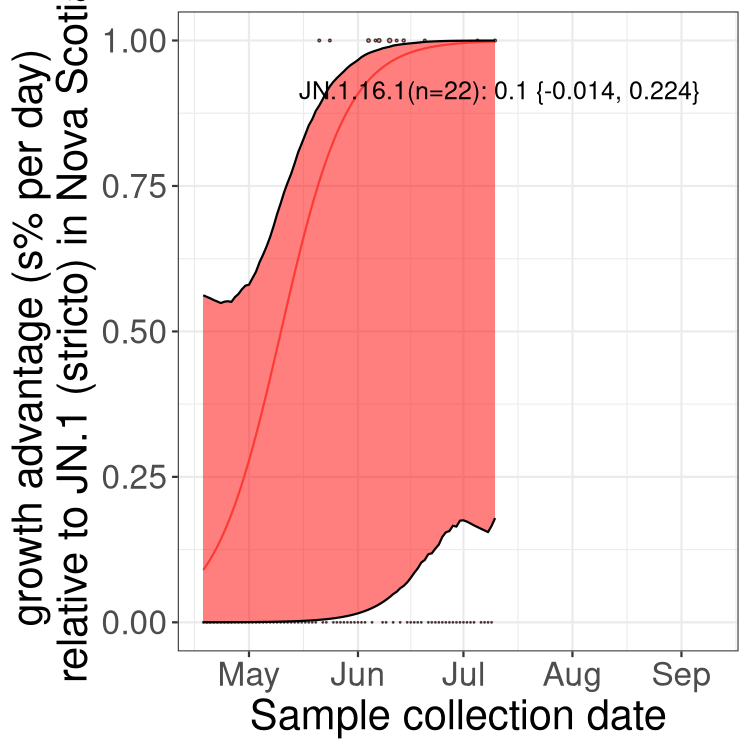 growth advantage (s% per day)
relative to JN.1 (stricto) in Nova Scotia
1.00
0.75
0.50
0.25
0.00
JN.1.16.1(n=22): 0.1 {-0.014, 0.224}
May Jun Jul Aug Sep
Sample collection date